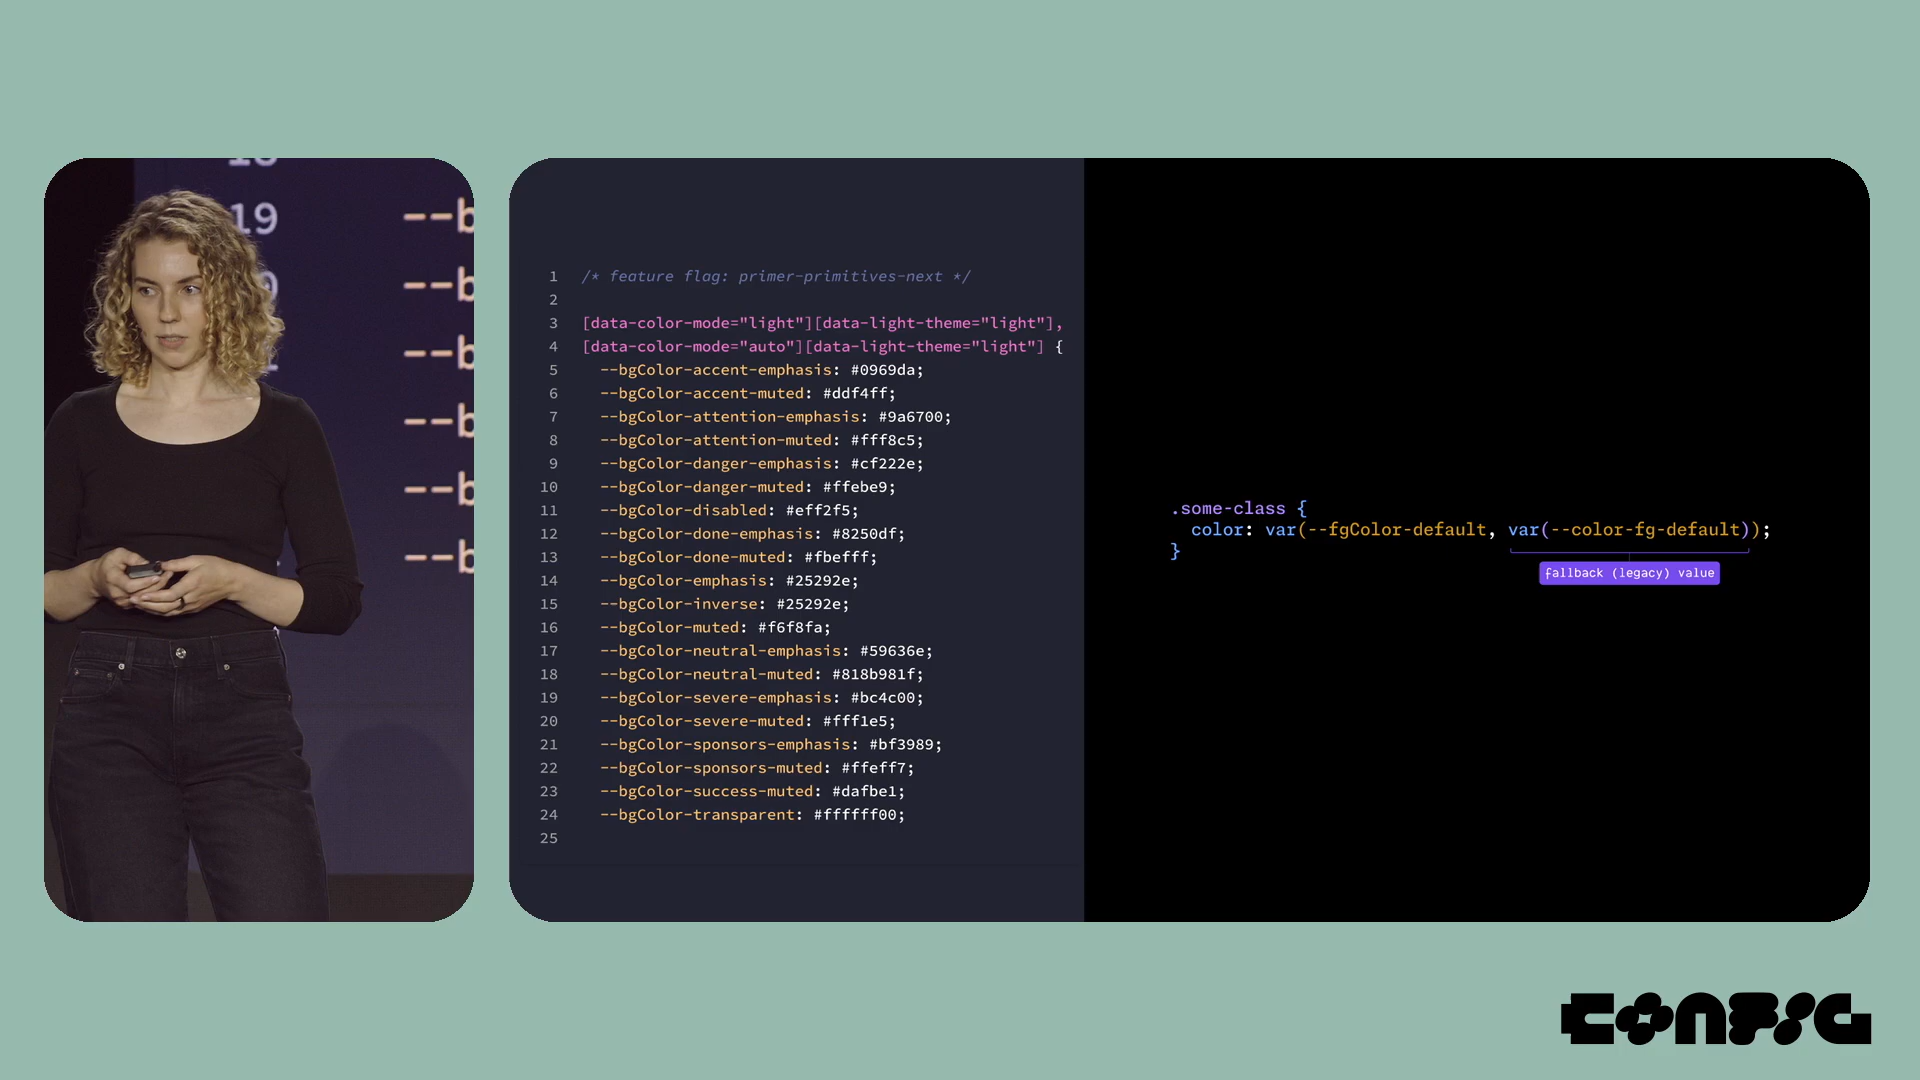 19
--b
--b
--b
--b
--b
--b
1 /* feature flag: primer-primitives-next */
2
3 [data-color-mode="light"][data-light-theme="light"],
4 [data-color-mode="auto"][data-light-theme="light"] {
5 --bgColor-accent-emphasis: #0969da;
6 --bgColor-accent-muted: #ddf4ff;
7 --bgColor-attention-emphasis: #9a6700;
8 --bgColor-attention-muted: #fff8c5;
9 --bgColor-danger-emphasis: #cf222e;
10 --bgColor-danger-muted: #ffebe9;
11 --bgColor-disabled: #eff2f5;
12 --bgColor-done-emphasis: #8250df;
13 --bgColor-done-muted: #fbefff;
14 --bgColor-emphasis: #25292e;
15 --bgColor-inverse: #25292e;
16 --bgColor-muted: #f6f8fa;
17 --bgColor-neutral-emphasis: #59636e;
18 --bgColor-neutral-muted: #818b981f;
19 --bgColor-severe-emphasis: #bc4c00;
20 --bgColor-severe-muted: #fff1e5;
21 --bgColor-sponsors-emphasis: #bf3989;
22 --bgColor-sponsors-muted: #ffeff7;
23 --bgColor-success-muted: #dafbe1;
24 --bgColor-transparent: #ffffff00;
25
.some-class {
color: var(--fgColor-default, var(--color-fg-default));
}
fallback (legacy) value
CONFIG